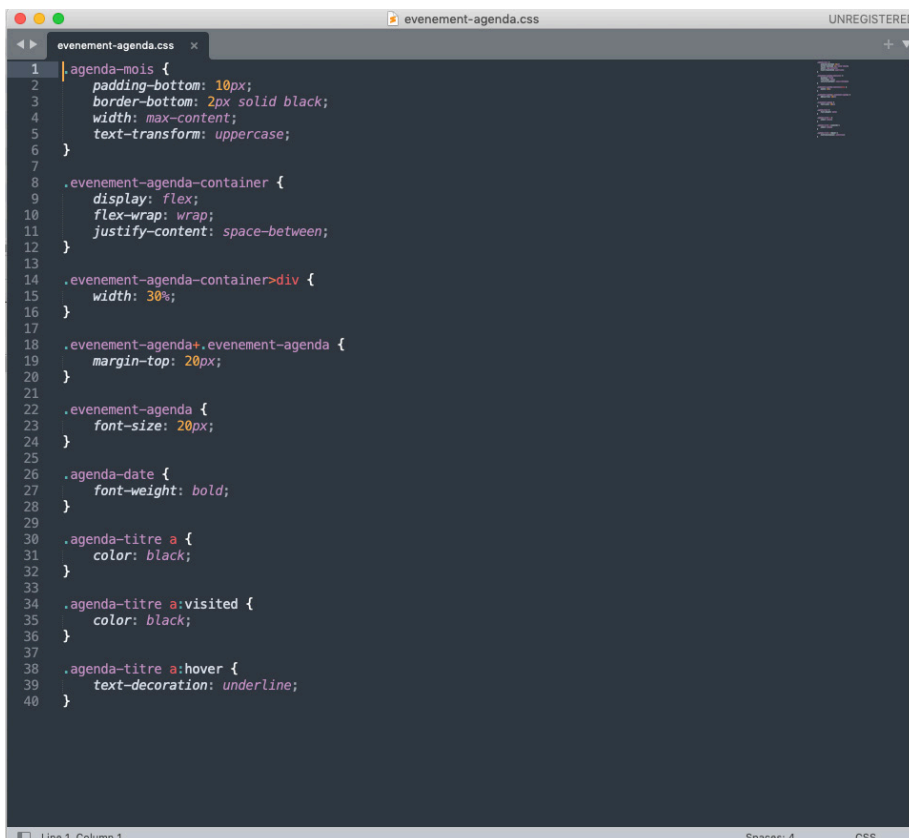 evenement-agenda.css
UNREGISTERED
evenement-agenda.css ×
1 .agenda-mois {
2     padding-bottom: 10px;
3     border-bottom: 2px solid black;
4     width: max-content;
5     text-transform: uppercase;
6 }
7
8 .evenement-agenda-container {
9     display: flex;
10     flex-wrap: wrap;
11     justify-content: space-between;
12 }
13
14 .evenement-agenda-container>div {
15     width: 30%;
16 }
17
18 .evenement-agenda+.evenement-agenda {
19     margin-top: 20px;
20 }
21
22 .evenement-agenda {
23     font-size: 20px;
24 }
25
26 .agenda-date {
27     font-weight: bold;
28 }
29
30 .agenda-titre a {
31     color: black;
32 }
33
34 .agenda-titre a:visited {
35     color: black;
36 }
37
38 .agenda-titre a:hover {
39     text-decoration: underline;
40 }
Line 1, Column 1
Spaces: 4
CSS